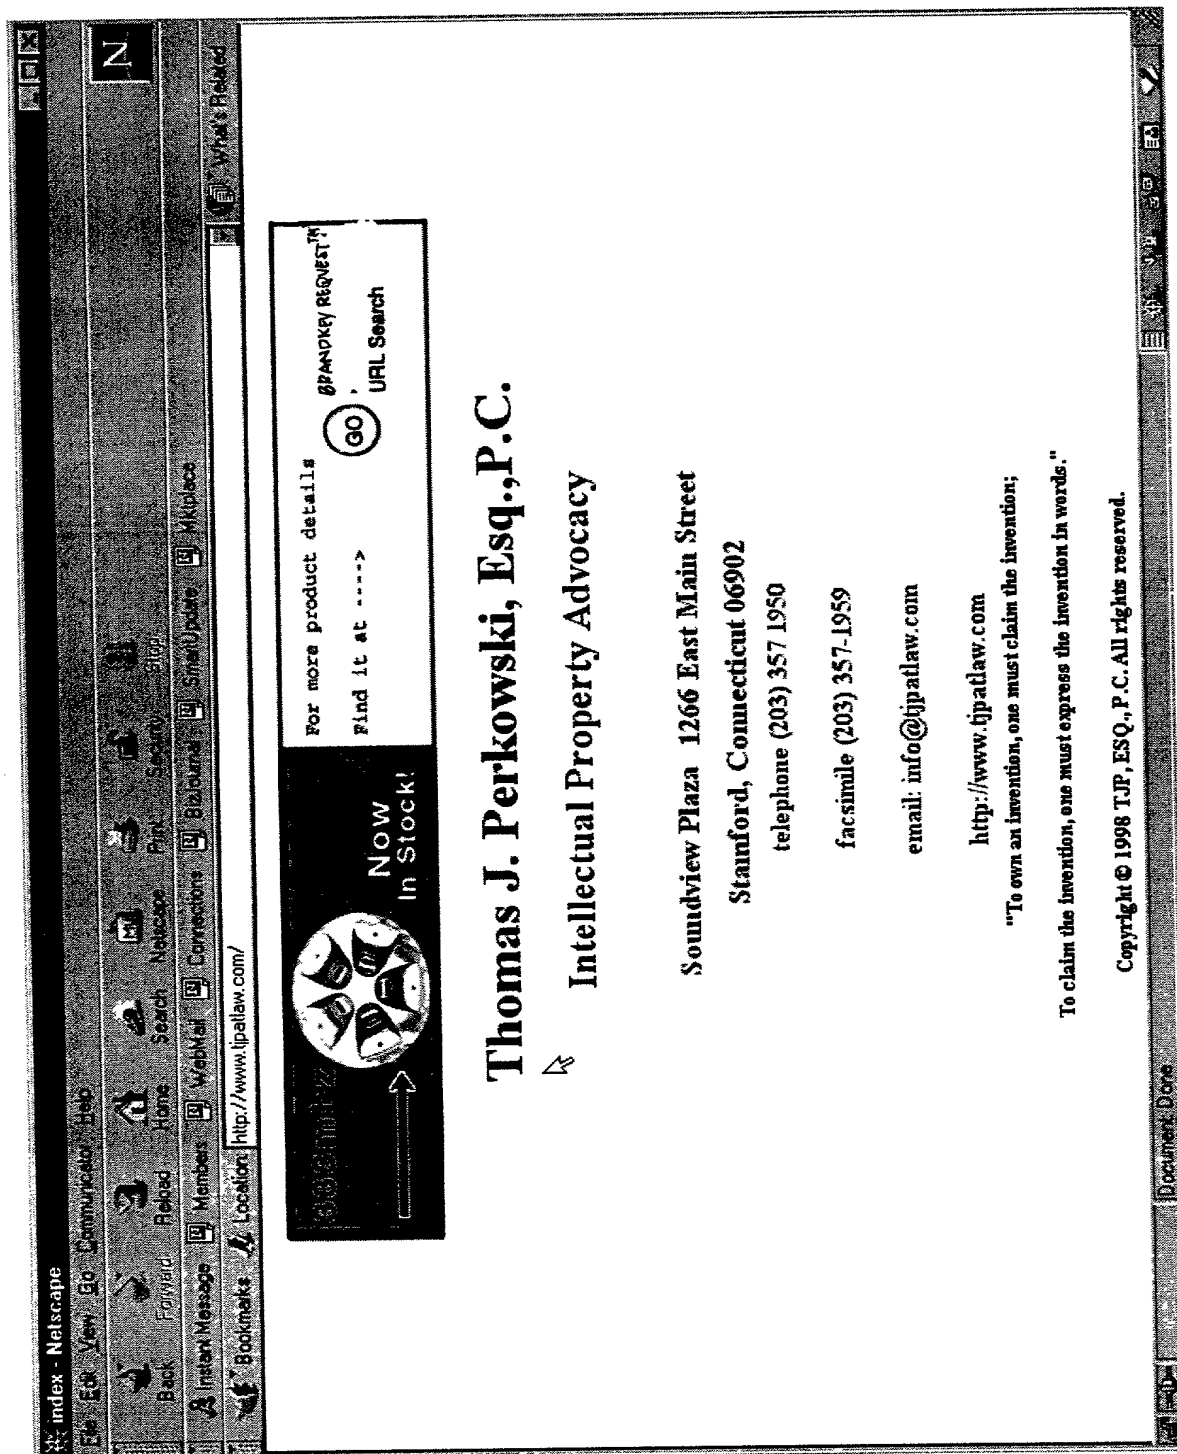 index - Netscape
File Edit View Go Communicator Help
Back Forward Reload Home Search Netscape Print Security Stop
Instant Message Members WebMail Connections BizJournal SmartUpdate Mktplace
Bookmarks Location: http://www.tjpatlaw.com/ What's Related
Now
In Stock!
For more product details
Find it at ---->
GO
BRANDKEY REQUEST™
URL Search
Thomas J. Perkowski, Esq.,P.C.
Intellectual Property Advocacy
Soundview Plaza 1266 East Main Street
Stamford, Connecticut 06902
telephone (203) 357 1950
facsimile (203) 357-1959
email: info@tjpatlaw.com
http://www.tjpatlaw.com
"To own an invention, one must claim the invention;
To claim the invention, one must express the invention in words."
Copyright © 1998 TJP, ESQ., P.C. All rights reserved.
Document: Done